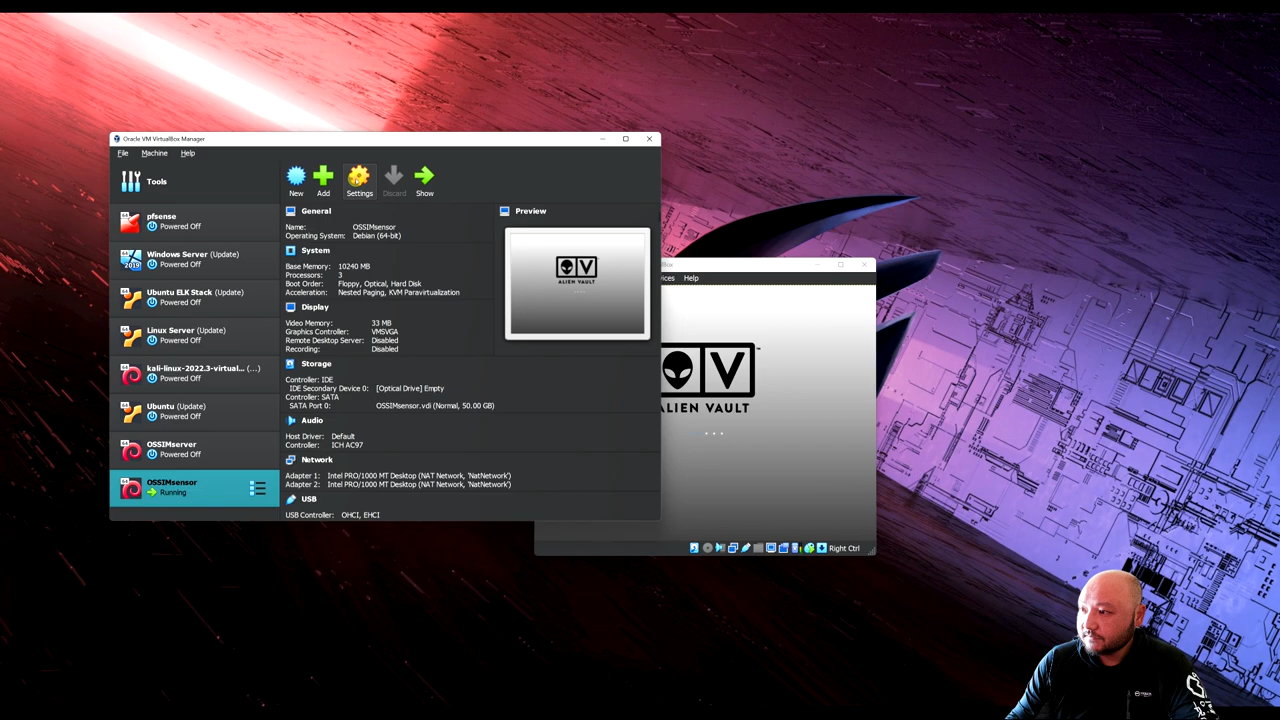 Oracle VM VirtualBox Manager
File Machine Help
Tools
New Add Settings Discard Show
pfsense
Powered Off
Windows Server (Update)
Powered Off
Ubuntu ELK Stack (Update)
Powered Off
Linux Server (Update)
Powered Off
kali-linux-2022.3-virtual... (...)
Powered Off
Ubuntu (Update)
Powered Off
OSSIMserver
Powered Off
OSSIMsensor
Running
General
Name: OSSIMsensor
Operating System: Debian (64-bit)
System
Base Memory: 10240 MB
Processors: 3
Boot Order: Floppy, Optical, Hard Disk
Acceleration: Nested Paging, KVM Paravirtualization
Display
Video Memory: 33 MB
Graphics Controller: VMSVGA
Remote Desktop Server: Disabled
Recording: Disabled
Storage
Controller: IDE
IDE Secondary Device 0: [Optical Drive] Empty
Controller: SATA
SATA Port 0: OSSIMsensor.vdi (Normal, 50.00 GB)
Audio
Host Driver: Default
Controller: ICH AC97
Network
Adapter 1: Intel PRO/1000 MT Desktop (NAT Network, 'NatNetwork')
Adapter 2: Intel PRO/1000 MT Desktop (NAT Network, 'NatNetwork')
USB
USB Controller: OHCI, EHCI
Preview
V
ALIEN VAULT
Box
ices Help
V™
ALIEN VAULT
Right Ctrl